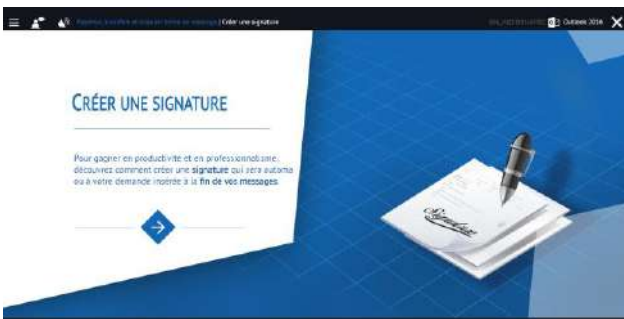 Créer une signature
Outlook 2016
CRÉER UNE SIGNATURE
Pour gagner en productivité et en professionnalisme,
découvrez comment créer une signature qui sera automa
ou à votre demande insérée à la fin de vos messages.
Signature